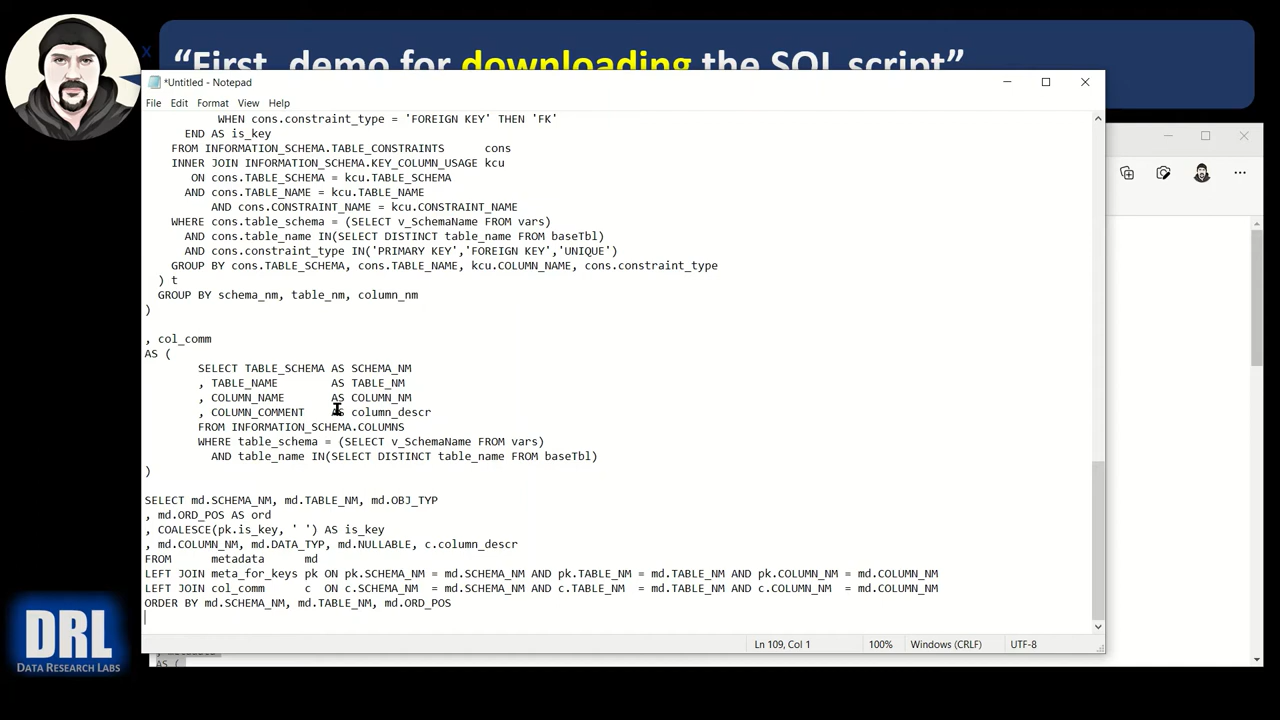 “First, demo for downloading the SQL script”
X
*Untitled - Notepad
File Edit Format View Help
WHEN cons.constraint_type = 'FOREIGN KEY' THEN 'FK'
END AS is_key
FROM INFORMATION_SCHEMA.TABLE_CONSTRAINTS cons
INNER JOIN INFORMATION_SCHEMA.KEY_COLUMN_USAGE kcu
ON cons.TABLE_SCHEMA = kcu.TABLE_SCHEMA
AND cons.TABLE_NAME = kcu.TABLE_NAME
AND cons.CONSTRAINT_NAME = kcu.CONSTRAINT_NAME
WHERE cons.table_schema = (SELECT v_SchemaName FROM vars)
AND cons.table_name IN(SELECT DISTINCT table_name FROM baseTbl)
AND cons.constraint_type IN('PRIMARY KEY','FOREIGN KEY','UNIQUE')
GROUP BY cons.TABLE_SCHEMA, cons.TABLE_NAME, kcu.COLUMN_NAME, cons.constraint_type
) t
GROUP BY schema_nm, table_nm, column_nm
)
, col_comm
AS (
SELECT TABLE_SCHEMA AS SCHEMA_NM
, TABLE_NAME AS TABLE_NM
, COLUMN_NAME AS COLUMN_NM
, COLUMN_COMMENT AS column_descr
FROM INFORMATION_SCHEMA.COLUMNS
WHERE table_schema = (SELECT v_SchemaName FROM vars)
AND table_name IN(SELECT DISTINCT table_name FROM baseTbl)
)
SELECT md.SCHEMA_NM, md.TABLE_NM, md.OBJ_TYP
, md.ORD_POS AS ord
, COALESCE(pk.is_key, ' ') AS is_key
, md.COLUMN_NM, md.DATA_TYP, md.NULLABLE, c.column_descr
FROM metadata md
LEFT JOIN meta_for_keys pk ON pk.SCHEMA_NM = md.SCHEMA_NM AND pk.TABLE_NM = md.TABLE_NM AND pk.COLUMN_NM = md.COLUMN_NM
LEFT JOIN col_comm c ON c.SCHEMA_NM = md.SCHEMA_NM AND c.TABLE_NM = md.TABLE_NM AND c.COLUMN_NM = md.COLUMN_NM
ORDER BY md.SCHEMA_NM, md.TABLE_NM, md.ORD_POS
Ln 109, Col 1 100% Windows (CRLF) UTF-8
AS (
DRL
DATA RESEARCH LABS